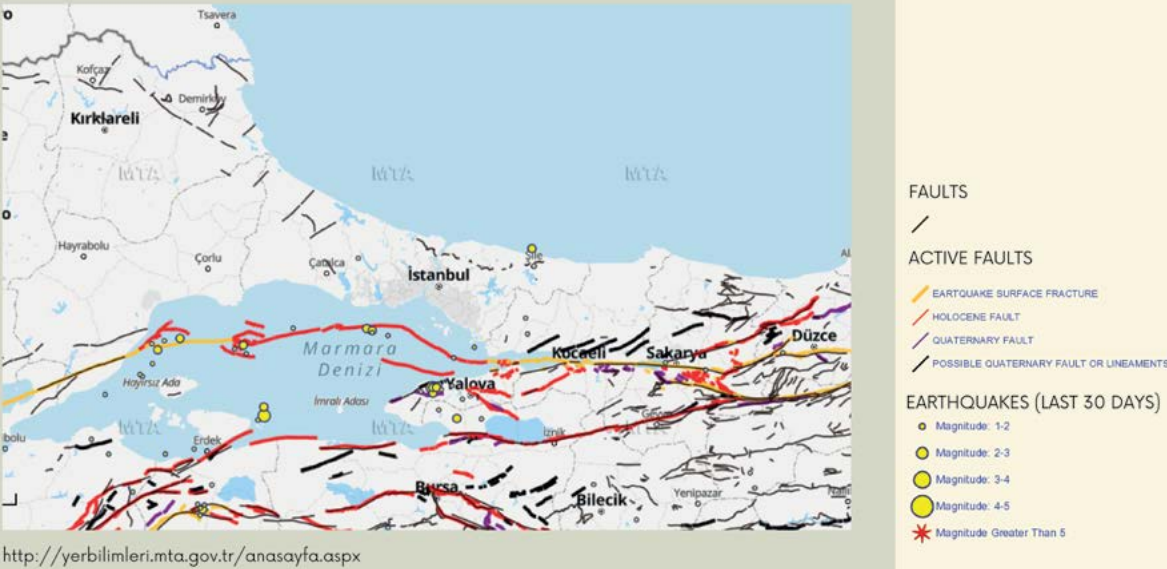 Tsavera
Kofçaz
Demirköy
Kırklareli
MTA
MTA
MTA
Hayrabolu
Çorlu
Çatalca
İstanbul
Şile
Marmara
Denizi
Kocaeli
Sakarya
Düzce
Hayırsız Ada
Yalova
İmralı Adası
MTA
MTA
bolu
Erdek
İznik
Geyve
Bursa
Bilecik
Yenipazar
http://yerbilimleri.mta.gov.tr/anasayfa.aspx
FAULTS
ACTIVE FAULTS
EARTQUAKE SURFACE FRACTURE
HOLOCENE FAULT
QUATERNARY FAULT
POSSIBLE QUATERNARY FAULT OR LINEAMENTS
EARTHQUAKES (LAST 30 DAYS)
Magnitude: 1-2
Magnitude: 2-3
Magnitude: 3-4
Magnitude: 4-5
Magnitude Greater Than 5